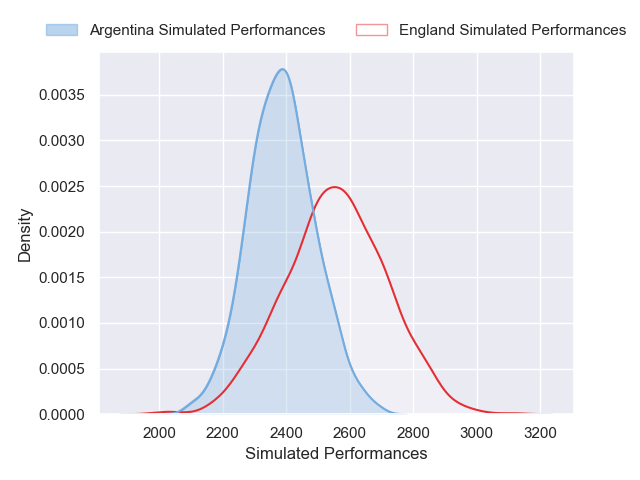 Argentina Simulated Performances England Simulated Performances
0.0035
0.0030
0.0025
0.0020
0.0015
0.0010
0.0005
0.0000
Density
2000 2200 2400 2600 2800 3000 3200
Simulated Performances